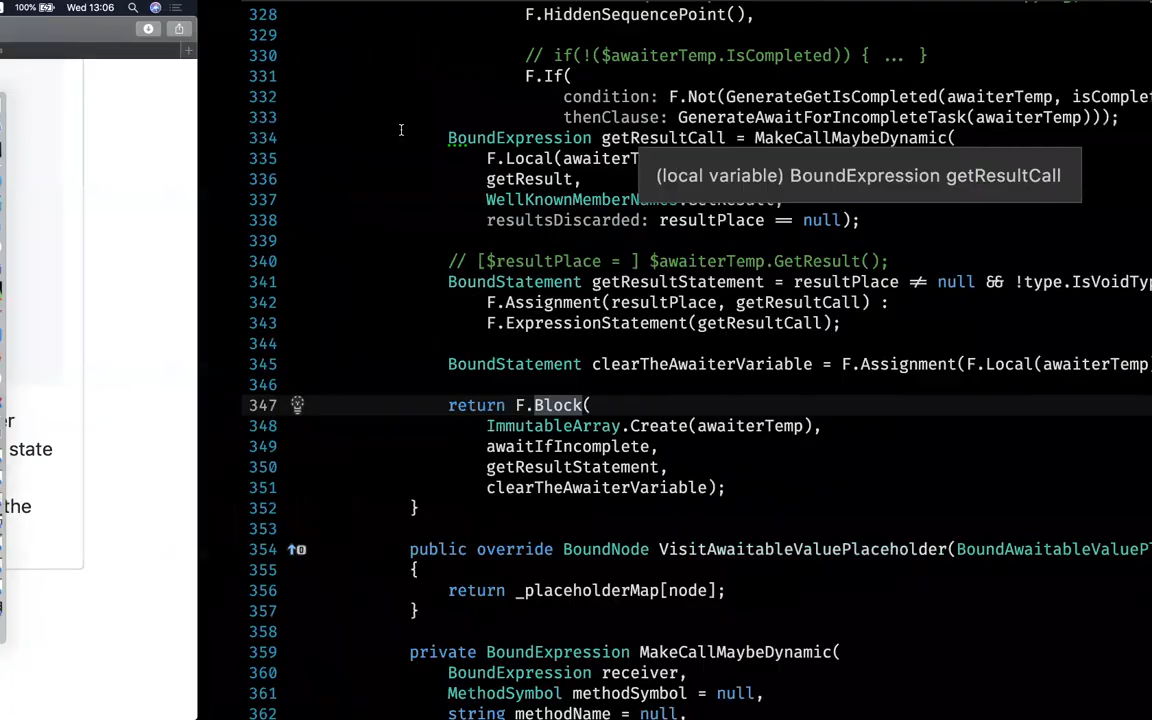 100% Wed 13:06
r
state
the
328 F.HiddenSequencePoint(),
329
330 // if(!($awaiterTemp.IsCompleted)) { ... }
331 F.If(
332 condition: F.Not(GenerateGetIsCompleted(awaiterTemp, isComplet
333 thenClause: GenerateAwaitForIncompleteTask(awaiterTemp)));
334 BoundExpression getResultCall = MakeCallMaybeDynamic(
335 F.Local(awaiterT
(local variable) BoundExpression getResultCall
336 getResult,
337 WellKnownMemberNames.GetResult,
338 resultsDiscarded: resultPlace == null);
339
340 // [$resultPlace = ] $awaiterTemp.GetResult();
341 BoundStatement getResultStatement = resultPlace != null && !type.IsVoidTyp
342 F.Assignment(resultPlace, getResultCall) :
343 F.ExpressionStatement(getResultCall);
344
345 BoundStatement clearTheAwaiterVariable = F.Assignment(F.Local(awaiterTemp)
346
347 return F.Block(
348 ImmutableArray.Create(awaiterTemp),
349 awaitIfIncomplete,
350 getResultStatement,
351 clearTheAwaiterVariable);
352 }
353
354 public override BoundNode VisitAwaitableValuePlaceholder(BoundAwaitableValuePl
355 {
356 return _placeholderMap[node];
357 }
358
359 private BoundExpression MakeCallMaybeDynamic(
360 BoundExpression receiver,
361 MethodSymbol methodSymbol = null,
362 string methodName = null,